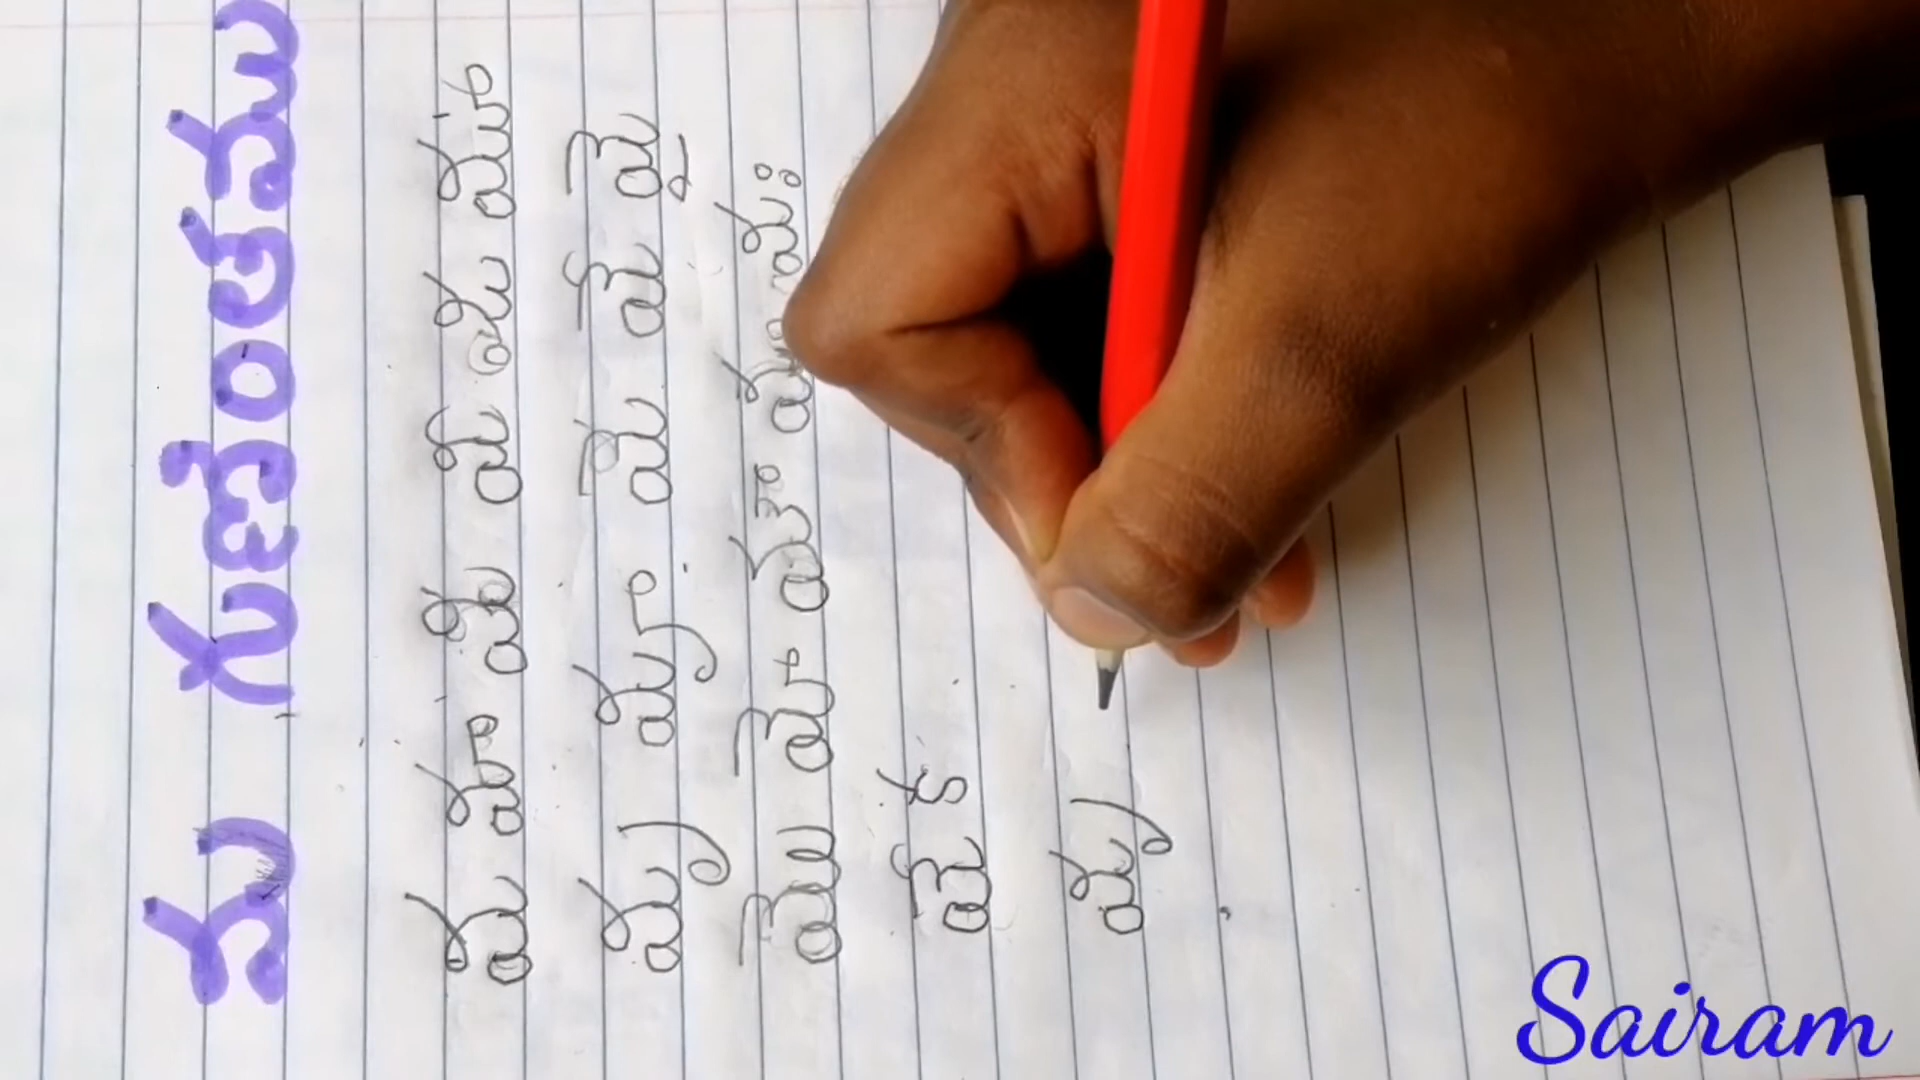 మ గుణింతము
మ మా మి మీ ము మూ
మృ మౄ మె మే మై
మొ మో మౌ మం మః
మేక
మృ
Sairam